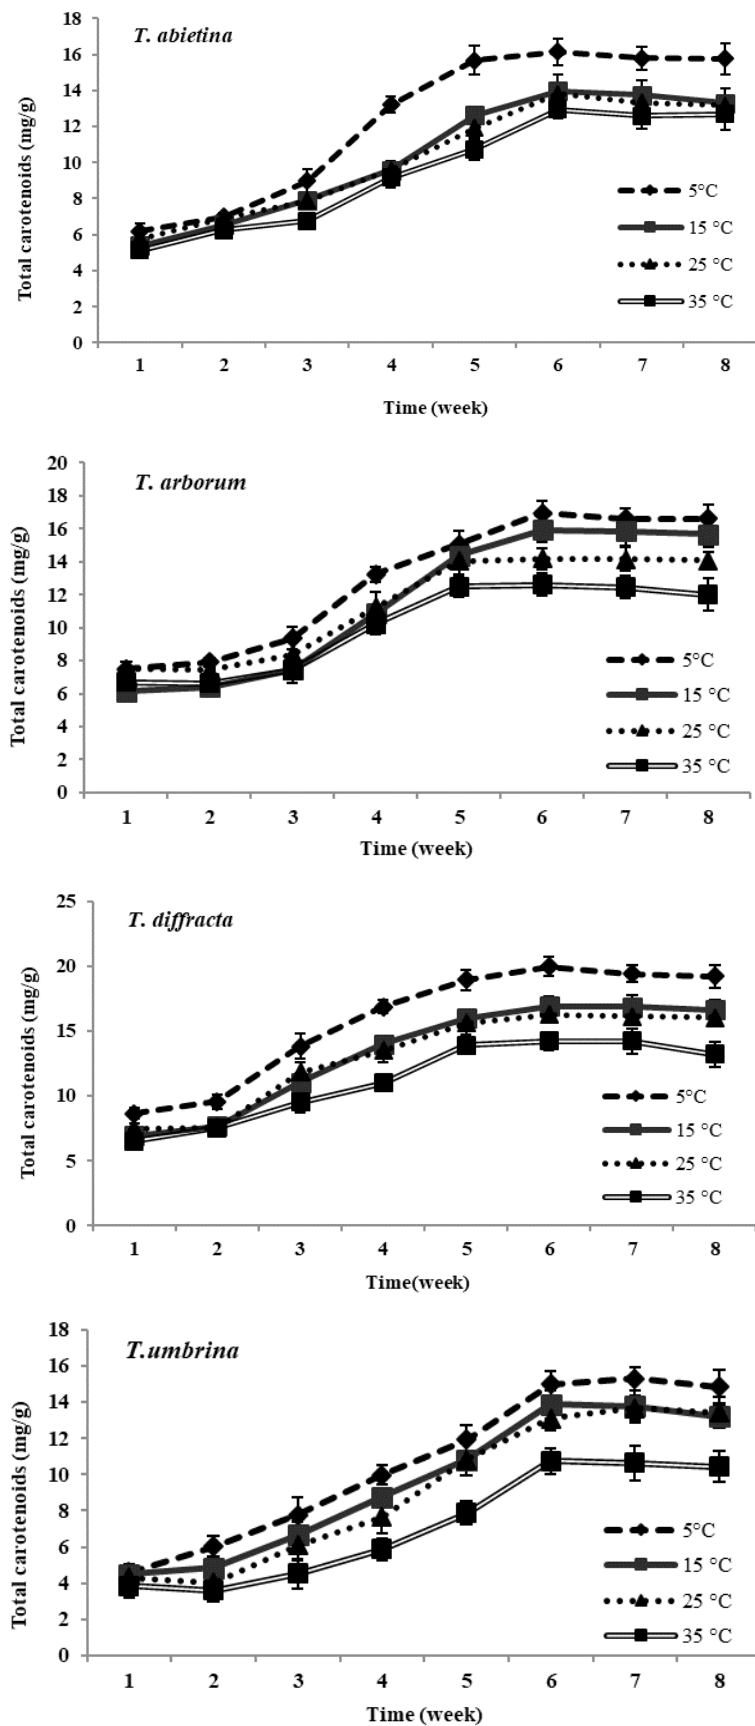 T. abietina
Total carotenoids (mg/g)
18
16
14
12
10
8
6
4
2
0
5°C
15 °C
25 °C
35 °C
1 2 3 4 5 6 7 8
Time (week)
T. arborum
Total carotenoids (mg/g)
20
18
16
14
12
10
8
6
4
2
0
5°C
15 °C
25 °C
35 °C
1 2 3 4 5 6 7 8
Time (week)
T. diffracta
Total carotenoids (mg/g)
25
20
15
10
5
0
5°C
15 °C
25 °C
35 °C
1 2 3 4 5 6 7 8
Time(week)
T.umbrina
Total carotenoids (mg/g)
18
16
14
12
10
8
6
4
2
0
5°C
15 °C
25 °C
35 °C
1 2 3 4 5 6 7 8
Time (week)